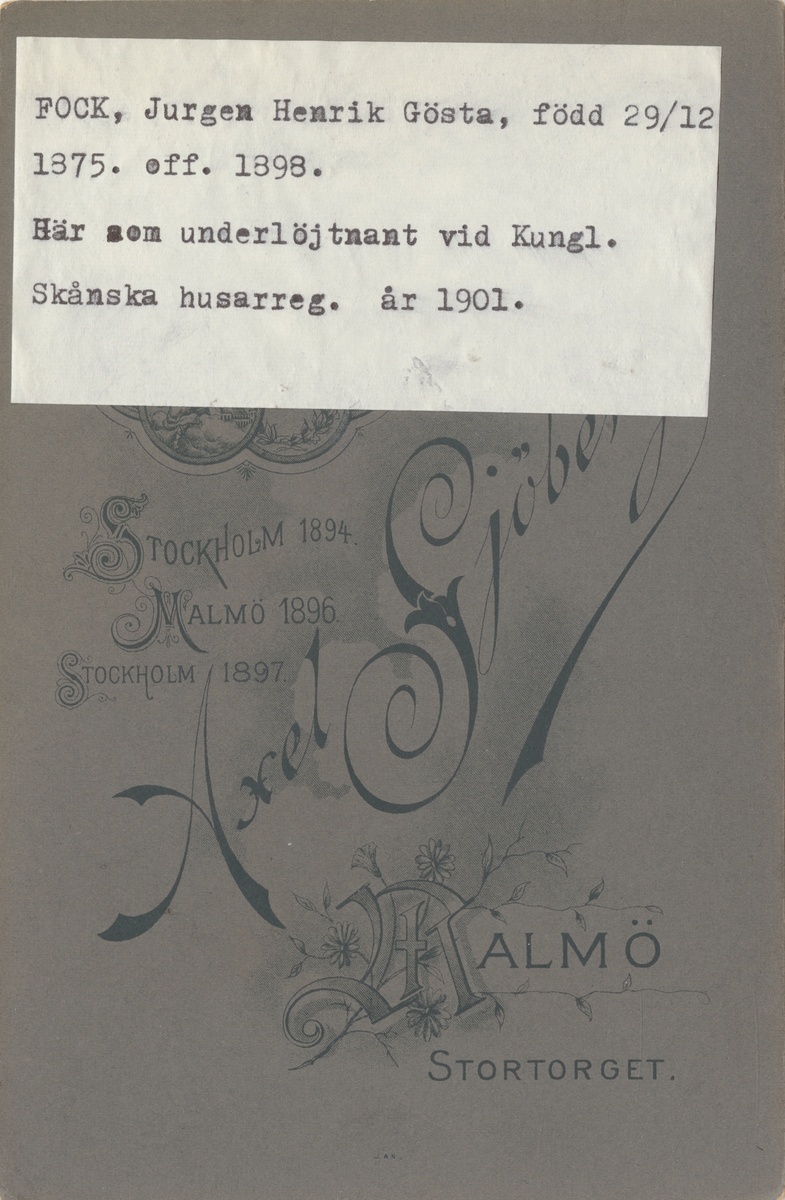 FOCK, Jurgen Henrik Gösta, född 29/12
1875. off. 1898.
Här som underlöjtnant vid Kungl.
Skånska husarreg. år 1901.
STOCKHOLM 1894.
MALMÖ 1896.
STOCKHOLM 1897.
Axel Sjöberg
MALMÖ
STORTORGET.